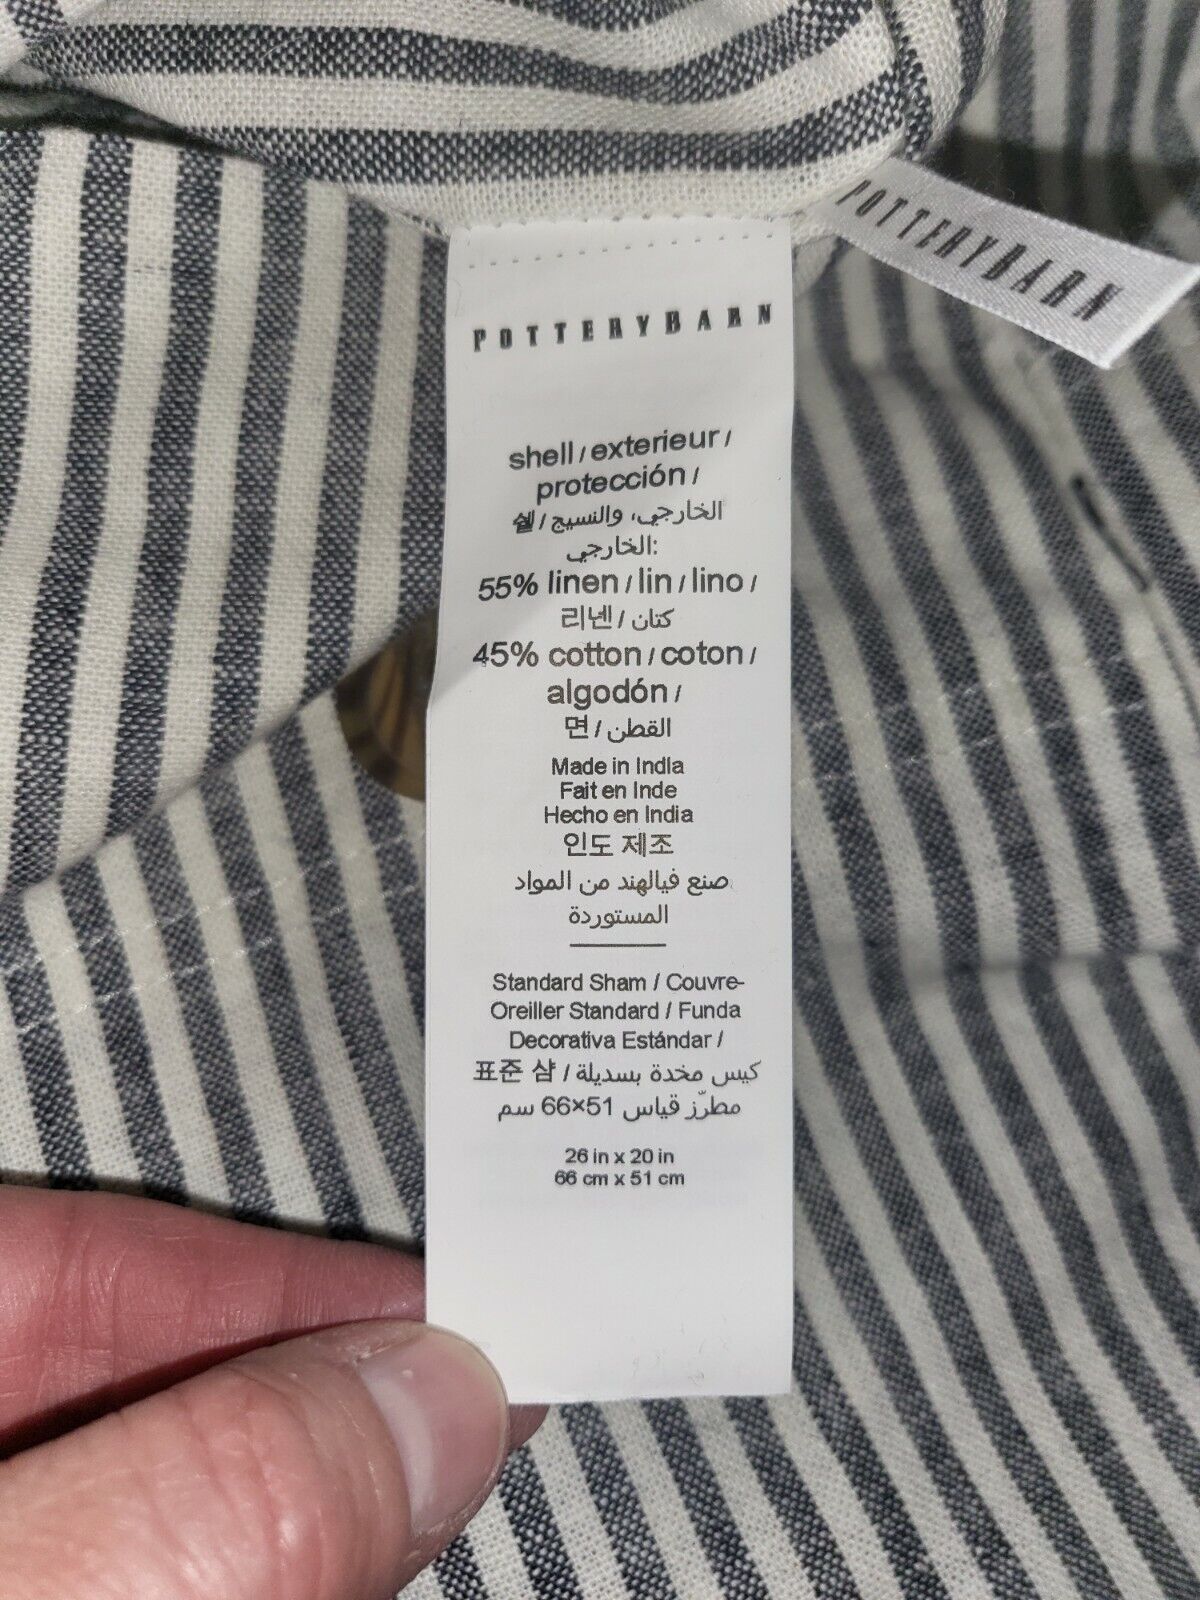 POTTERYBARN
POTTERYBARN
shell / exterieur /
protección /
쉘 / الخارجي، والنسيج
الخارجي:
55% linen / lin / lino /
리넨 / كتان
45% cotton / coton /
algodón /
면 / القطن
Made in India
Fait en Inde
Hecho en India
인도 제조
صنع فيالهند من المواد
المستوردة
Standard Sham / Couvre-
Oreiller Standard / Funda
Decorativa Estándar /
표준 샴 / كيس مخدة بسديلة
مطرّز قياس 51×66 سم
26 in x 20 in
66 cm x 51 cm